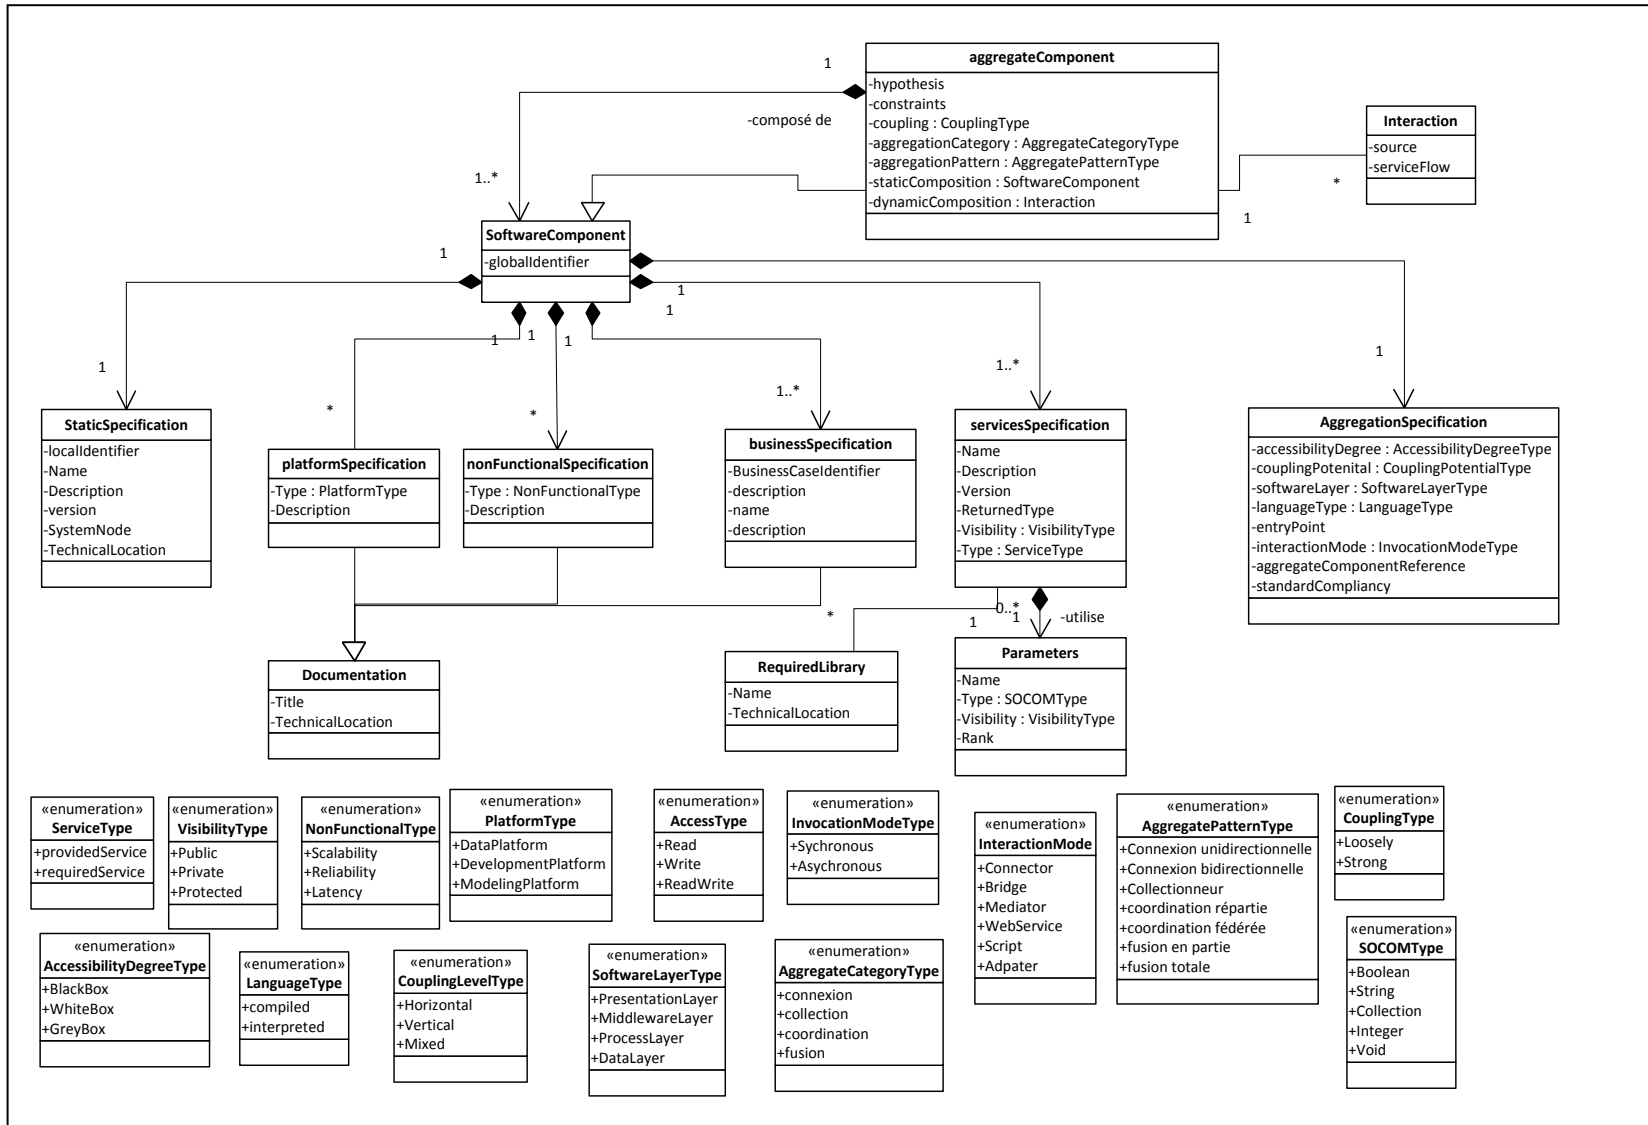 aggregateComponent
-hypothesis
-constraints
-coupling : CouplingType
-aggregationCategory : AggregateCategoryType
-aggregationPattern : AggregatePatternType
-staticComposition : SoftwareComponent
-dynamicComposition : Interaction
1
-composé de
1..*
Interaction
-source
-serviceFlow
*
1
SoftwareComponent
-globalIdentifier
1
1
1
1
1
1
1
*
*
1..*
1..*
1
StaticSpecification
-localIdentifier
-Name
-Description
-version
-SystemNode
-TechnicalLocation
platformSpecification
-Type : PlatformType
-Description
nonFunctionalSpecification
-Type : NonFunctionalType
-Description
businessSpecification
-BusinessCaseIdentifier
-description
-name
-description
servicesSpecification
-Name
-Description
-Version
-ReturnedType
-Visibility : VisibilityType
-Type : ServiceType
AggregationSpecification
-accessibilityDegree : AccessibilityDegreeType
-couplingPotenital : CouplingPotentialType
-softwareLayer : SoftwareLayerType
-languageType : LanguageType
-entryPoint
-interactionMode : InvocationModeType
-aggregateComponentReference
-standardCompliancy
*
1
0..*
1
-utilise
Documentation
-Title
-TechnicalLocation
RequiredLibrary
-Name
-TechnicalLocation
Parameters
-Name
-Type : SOCOMType
-Visibility : VisibilityType
-Rank
«enumeration»
ServiceType
+providedService
+requiredService
«enumeration»
VisibilityType
+Public
+Private
+Protected
«enumeration»
NonFunctionalType
+Scalability
+Reliability
+Latency
«enumeration»
PlatformType
+DataPlatform
+DevelopmentPlatform
+ModelingPlatform
«enumeration»
AccessType
+Read
+Write
+ReadWrite
«enumeration»
InvocationModeType
+Sychronous
+Asychronous
«enumeration»
InteractionMode
+Connector
+Bridge
+Mediator
+WebService
+Script
+Adpater
«enumeration»
AggregatePatternType
+Connexion unidirectionnelle
+Connexion bidirectionnelle
+Collectionneur
+coordination répartie
+coordination fédérée
+fusion en partie
+fusion totale
«enumeration»
CouplingType
+Loosely
+Strong
«enumeration»
AccessibilityDegreeType
+BlackBox
+WhiteBox
+GreyBox
«enumeration»
LanguageType
+compiled
+interpreted
«enumeration»
CouplingLevelType
+Horizontal
+Vertical
+Mixed
«enumeration»
SoftwareLayerType
+PresentationLayer
+MiddlewareLayer
+ProcessLayer
+DataLayer
«enumeration»
AggregateCategoryType
+connexion
+collection
+coordination
+fusion
«enumeration»
SOCOMType
+Boolean
+String
+Collection
+Integer
+Void